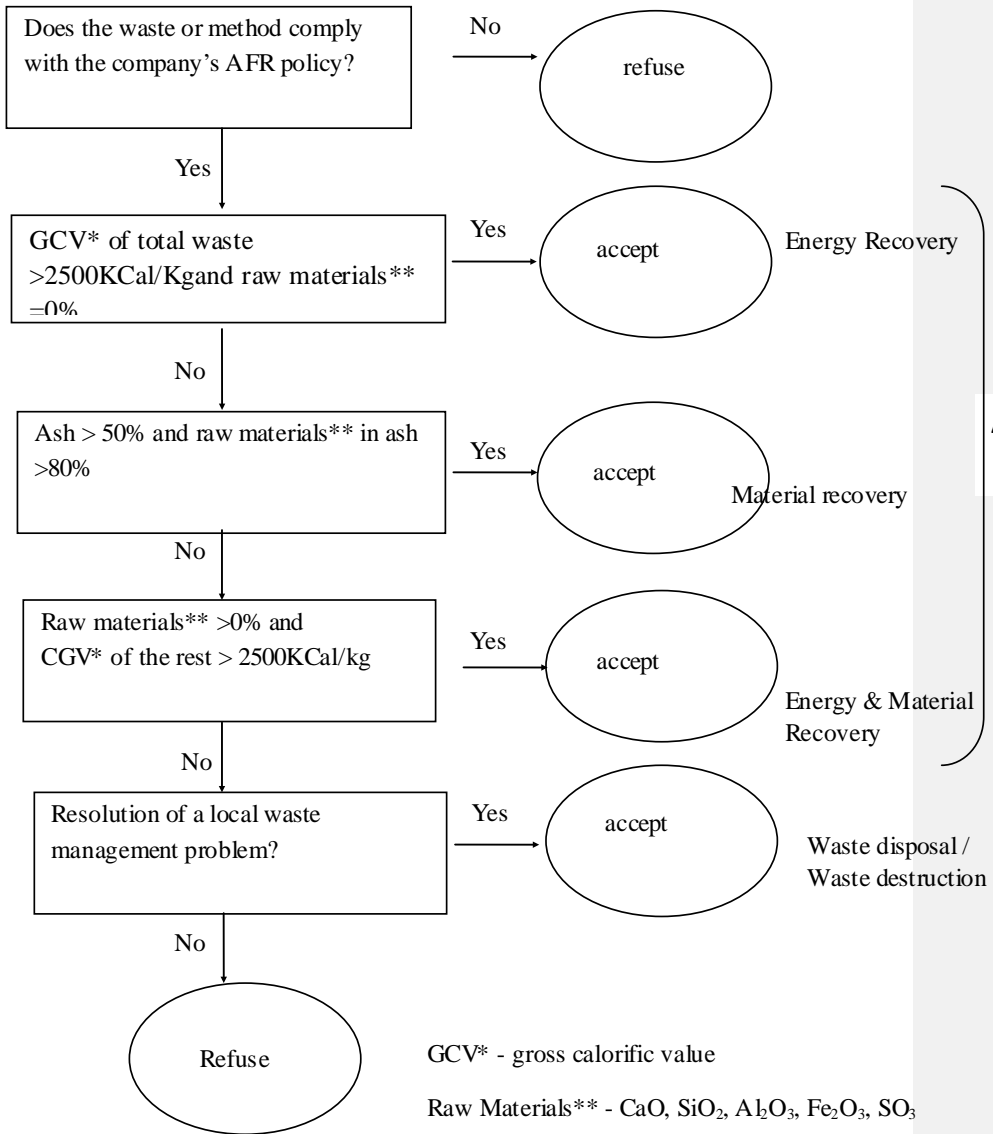 Does the waste or method comply
with the company's AFR policy?
No
refuse
Yes
GCV* of total waste
>2500KCal/Kgand raw materials**
=0%
Yes
accept
Energy Recovery
No
Ash > 50% and raw materials** in ash
>80%
Yes
accept
Material recovery
No
Raw materials** >0% and
CGV* of the rest > 2500KCal/kg
Yes
accept
Energy & Material
Recovery
No
Resolution of a local waste
management problem?
Yes
accept
Waste disposal /
Waste destruction
No
Refuse
GCV* - gross calorific value
Raw Materials** - CaO, SiO₂, Al₂O₃, Fe₂O₃, SO₃